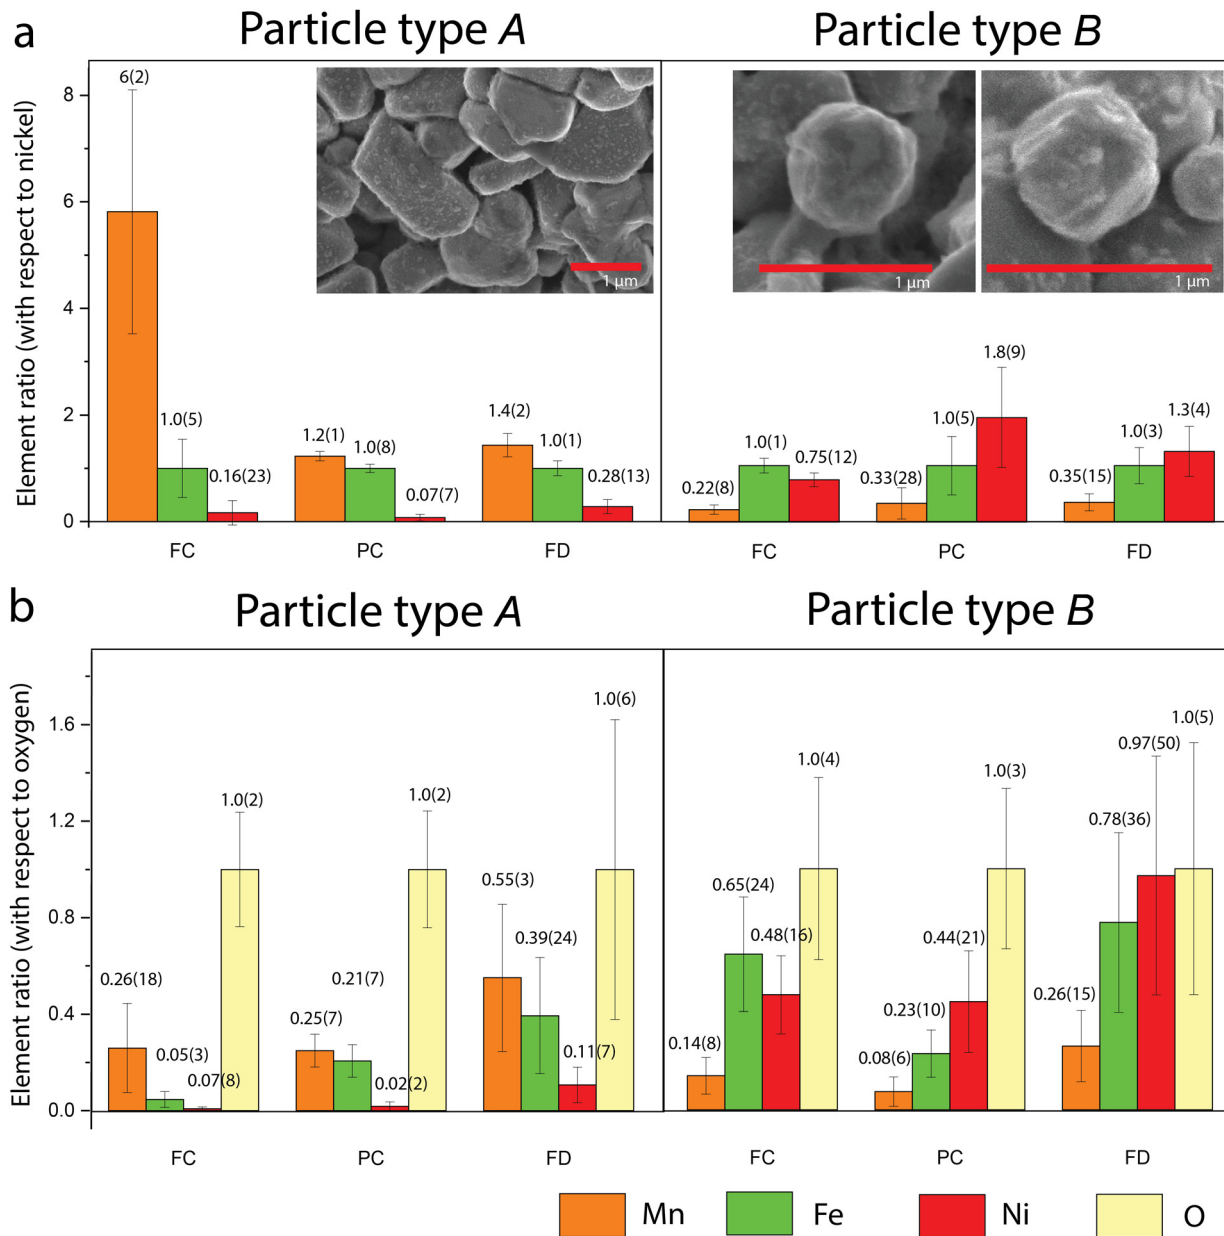 a
Particle type A
Particle type B
Element ratio (with respect to nickel)
8
6
4
2
0
6(2)
1.0(5)
0.16(23)
1.2(1)
1.0(8)
0.07(7)
1.4(2)
1.0(1)
0.28(13)
1 μm
FC
PC
FD
1 μm
1 μm
0.22(8)
1.0(1)
0.75(12)
0.33(28)
1.0(5)
1.8(9)
0.35(15)
1.0(3)
1.3(4)
FC
PC
FD
b
Particle type A
Particle type B
Element ratio (with respect to oxygen)
1.6
1.2
0.8
0.4
0.0
0.26(18)
0.05(3)
0.07(8)
1.0(2)
0.25(7)
0.21(7)
0.02(2)
1.0(2)
0.55(3)
0.39(24)
0.11(7)
1.0(6)
FC
PC
FD
0.14(8)
0.65(24)
0.48(16)
1.0(4)
0.08(6)
0.23(10)
0.44(21)
1.0(3)
0.26(15)
0.78(36)
0.97(50)
1.0(5)
FC
PC
FD
Mn
Fe
Ni
O